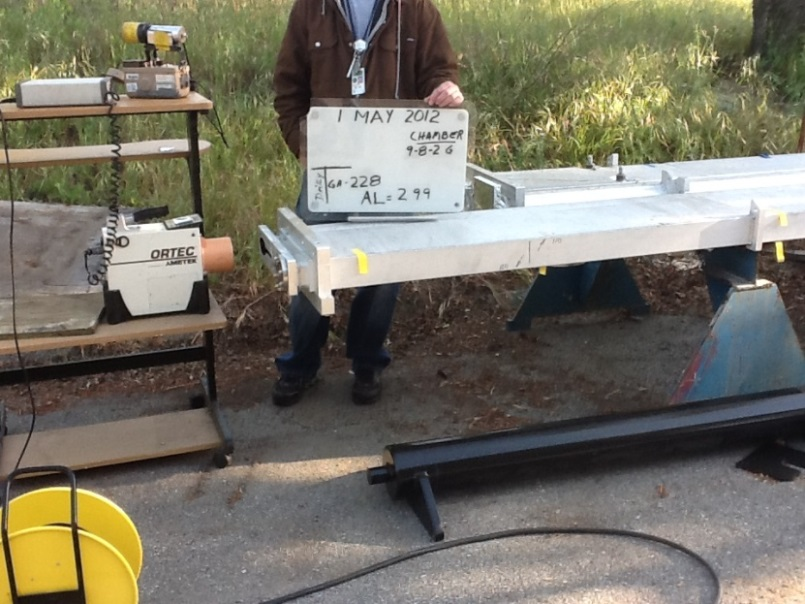 1 MAY 2012
CHAMBER
9-8-2 G
GA-228
AL= 299
ORTEC
AMETEK